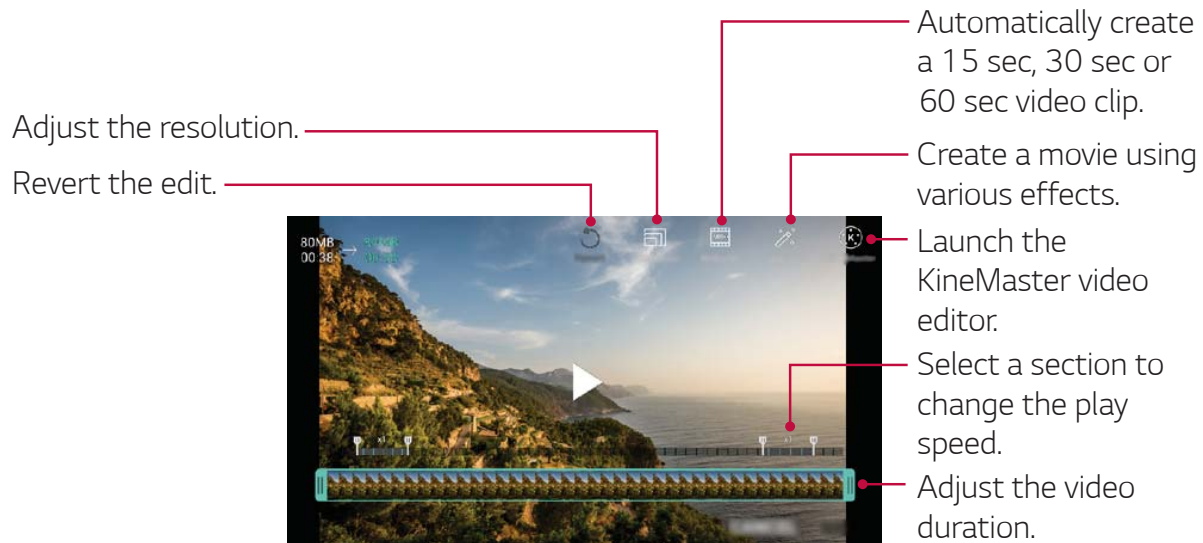 Automatically create
a 15 sec, 30 sec or
60 sec video clip.
Adjust the resolution.
Revert the edit.
Create a movie using
various effects.
Launch the
KineMaster video
editor.
Select a section to
change the play
speed.
Adjust the video
duration.
80MB
00:38
x1
x1
K